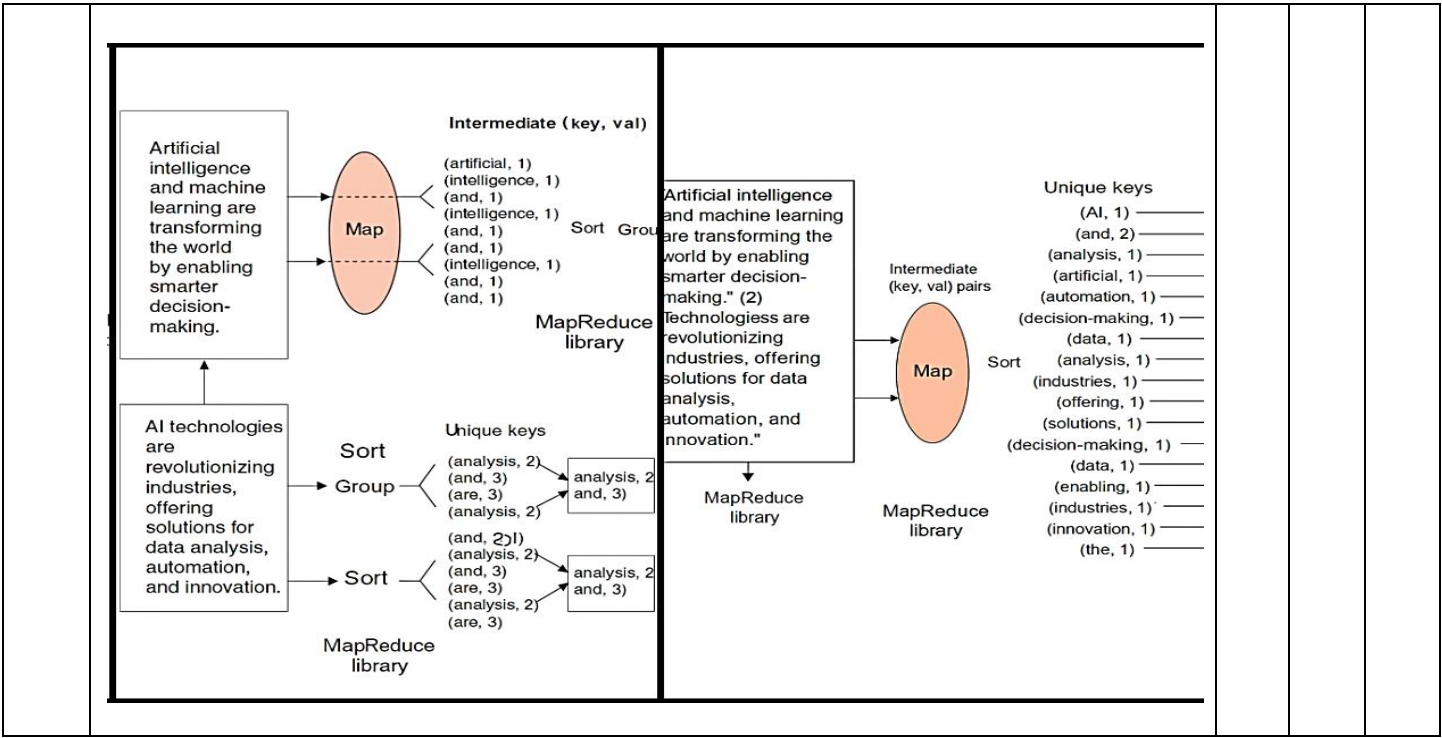 Artificial
intelligence
and machine
learning are
transforming
the world
by enabling
smarter
decision-
making.
Map
Intermediate (key, val)
(artificial, 1)
(intelligence, 1)
(and, 1)
(intelligence, 1)
(and, 1)
(and, 1)
(intelligence, 1)
(and, 1)
(and, 1)
Sort Grou
MapReduce
library
AI technologies
are
revolutionizing
industries,
offering
solutions for
data analysis,
automation,
and innovation.
Sort
Group
Sort
MapReduce
library
Unique keys
(analysis, 2)
(and, 3)
(are, 3)
(analysis, 2)
(and,
(analysis, 2)
(and, 3)
(are, 3)
(analysis, 2)
(are, 3)
analysis, 2
and, 3)
analysis, 2
and, 3)
Artificial intelligence
and machine learning
are transforming the
world by enabling
smarter decision-
making." (2)
Technologiess are
revolutionizing
ndustries, offering
solutions for data
analysis,
automation, and
nnovation."
MapReduce
library
Intermediate
(key, val) pairs
Map
Sort
MapReduce
library
Unique keys
(AI, 1)
(and, 2)
(analysis, 1)
(artificial, 1)
(automation, 1)
(decision-making, 1)
(data, 1)
(analysis, 1)
(industries, 1)
(offering, 1)
(solutions, 1)
(decision-making, 1)
(data, 1)
(enabling, 1)
(industries, 1)
(innovation, 1)
(the, 1)